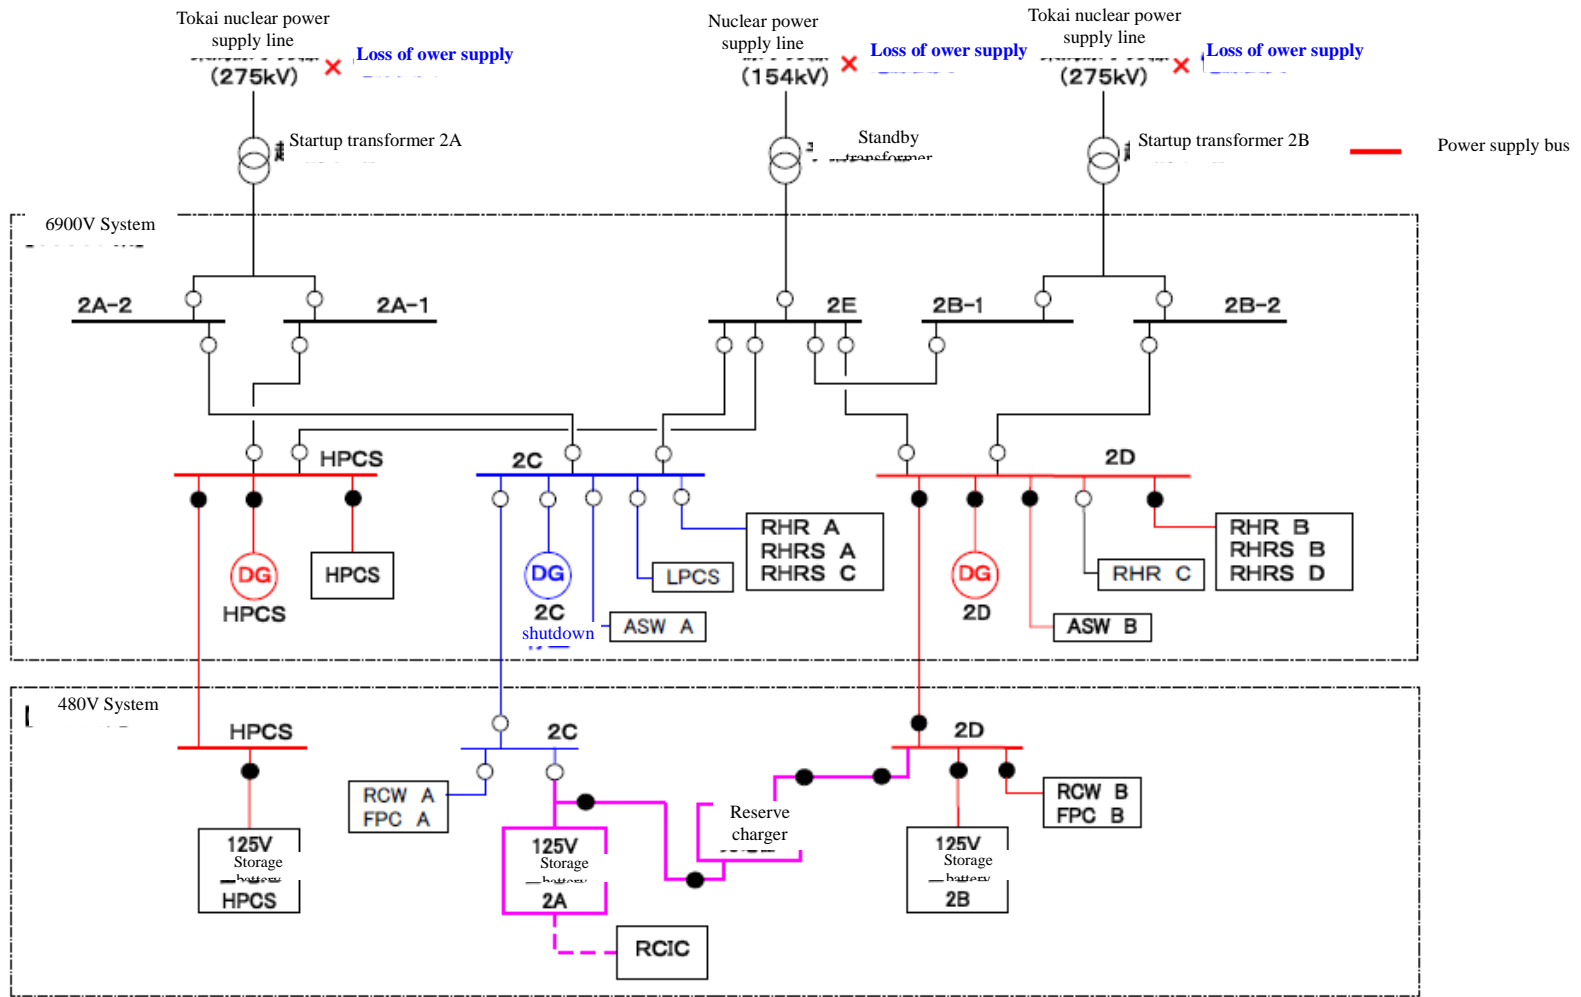 Tokai nuclear power
supply line
(275kV)
Loss of ower supply
Nuclear power
supply line
(154kV)
Loss of ower supply
Tokai nuclear power
supply line
(275kV)
Loss of ower supply
Startup transformer 2A
Standby
transformer
Startup transformer 2B
Power supply bus
6900V System
2A-2
2A-1
2E
2B-1
2B-2
HPCS
2C
2D
DG
HPCS
HPCS
DG
2C
shutdown
ASW A
LPCS
RHR A
RHRS A
RHRS C
DG
2D
ASW B
RHR C
RHR B
RHRS B
RHRS D
480V System
HPCS
2C
2D
RCW A
FPC A
RCW B
FPC B
Reserve
charger
125V
Storage
battery
HPCS
125V
Storage
battery
2A
125V
Storage
battery
2B
RCIC